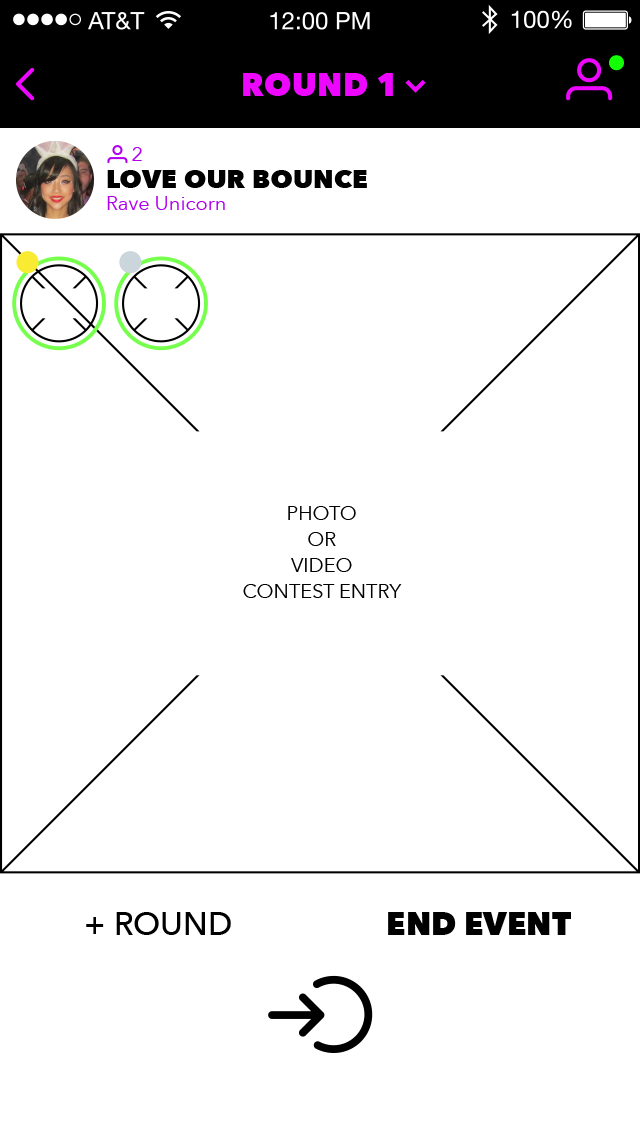 AT&T 12:00 PM 100%
ROUND 1
2
LOVE OUR BOUNCE
Rave Unicorn
PHOTO
OR
VIDEO
CONTEST ENTRY
+ ROUND END EVENT